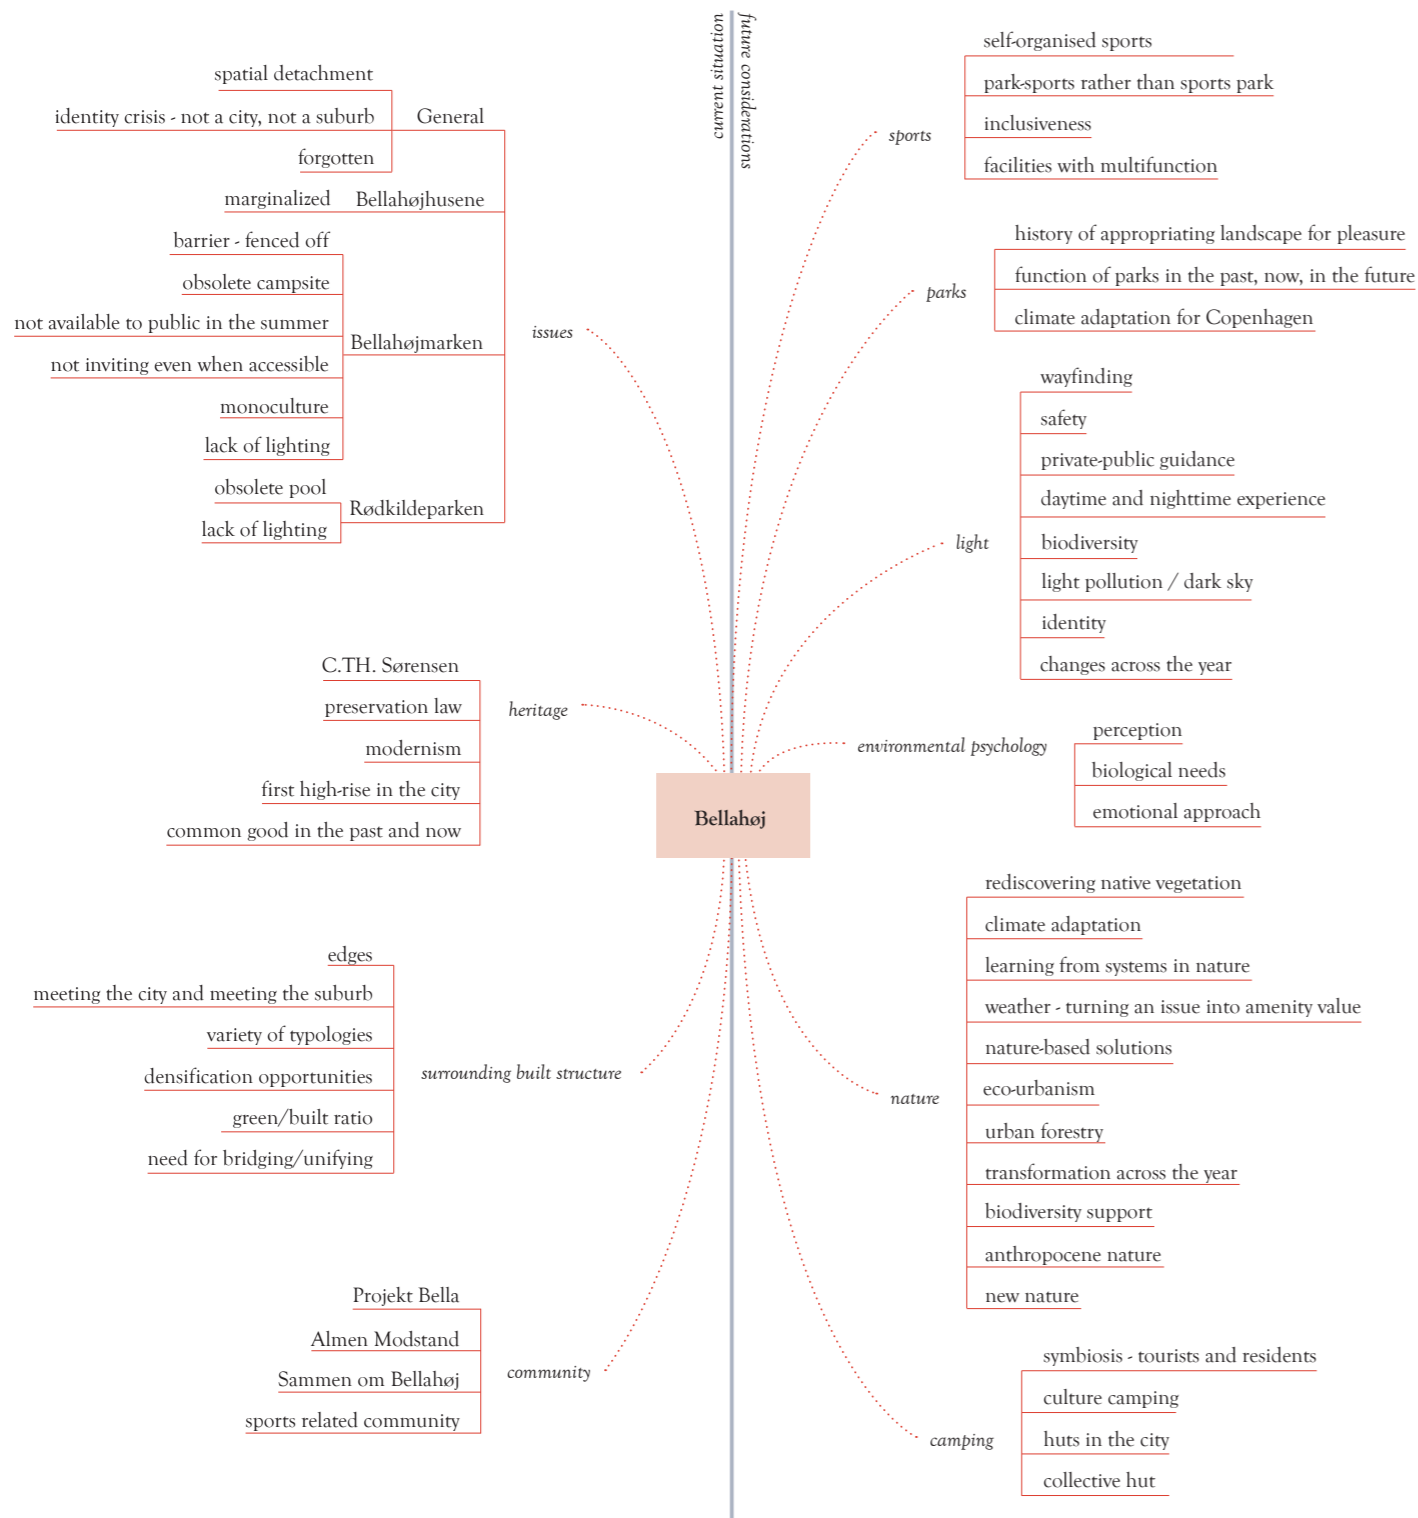 current situation
future considerations
spatial detachment
identity crisis - not a city, not a suburb
forgotten
General
marginalized
Bellahøjhusene
barrier - fenced off
obsolete campsite
not available to public in the summer
not inviting even when accessible
monoculture
lack of lighting
Bellahøjmarken
obsolete pool
lack of lighting
Rødkildeparken
issues
C.TH. Sørensen
preservation law
modernism
first high-rise in the city
common good in the past and now
heritage
edges
meeting the city and meeting the suburb
variety of typologies
densification opportunities
green/built ratio
need for bridging/unifying
surrounding built structure
Projekt Bella
Almen Modstand
Sammen om Bellahøj
sports related community
community
Bellahøj
sports
self-organised sports
park-sports rather than sports park
inclusiveness
facilities with multifunction
parks
history of appropriating landscape for pleasure
function of parks in the past, now, in the future
climate adaptation for Copenhagen
light
wayfinding
safety
private-public guidance
daytime and nighttime experience
biodiversity
light pollution / dark sky
identity
changes across the year
environmental psychology
perception
biological needs
emotional approach
nature
rediscovering native vegetation
climate adaptation
learning from systems in nature
weather - turning an issue into amenity value
nature-based solutions
eco-urbanism
urban forestry
transformation across the year
biodiversity support
anthropocene nature
new nature
camping
symbiosis - tourists and residents
culture camping
huts in the city
collective hut